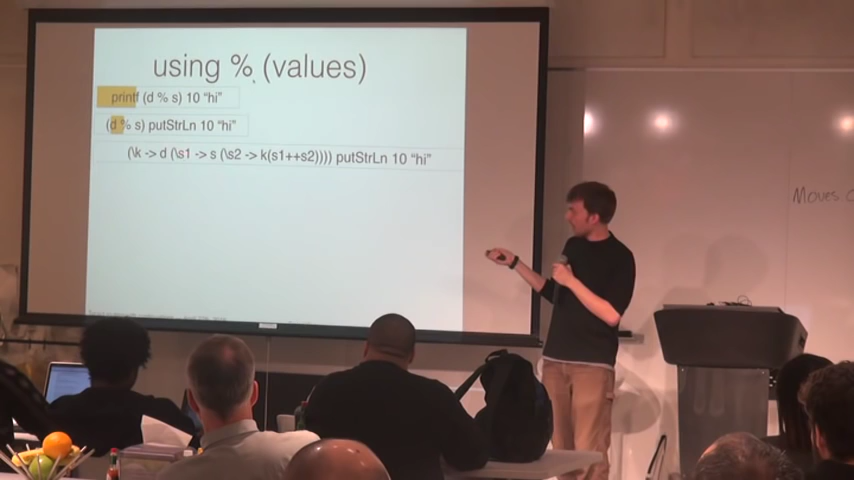 using % (values)
printf (d % s) 10 “hi”
(d % s) putStrLn 10 “hi”
(\k -> d (\s1 -> s (\s2 -> k(s1++s2)))) putStrLn 10 “hi”
Moves